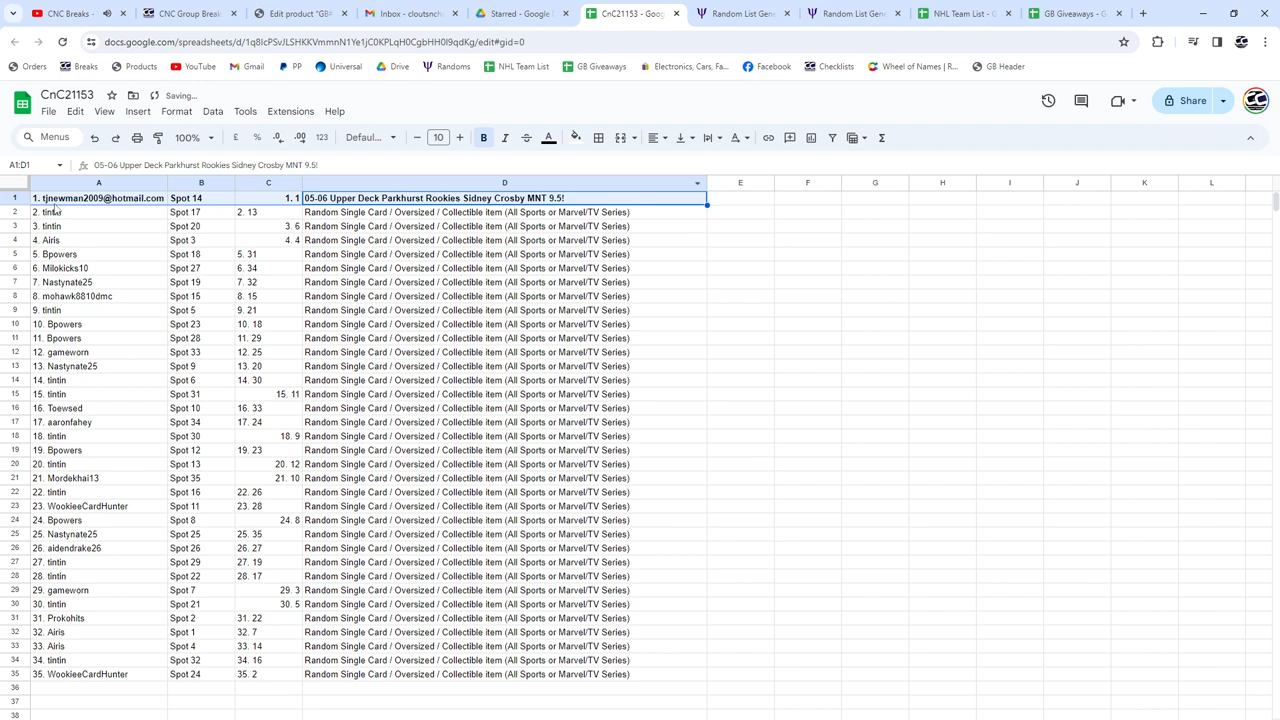 CNC Breaks
CNC Group Break
Edit product "GB
Inbox - cloutsn
Starred - Google D
CnC21153 - Goog
Random List Gene
Random List Gene
NHL Team List - G
GB Giveaways - G
Orders
Breaks
Products
YouTube
Gmail
PP
Universal
Drive
Randoms
NHL Team List
GB Giveaways
Electronics, Cars, Fa...
Facebook
Checklists
Wheel of Names | R...
GB Header
CnC21153
Saving...
File Edit View Insert Format Data Tools Extensions Help
Share
Menus
100%
£ % .0 .00 123
Defaul...
10
B I A
A1:D1
05-06 Upper Deck Parkhurst Rookies Sidney Crosby MNT 9.5!
A B C D E F G H I J K L
1 1. tjnewman2009@hotmail.com Spot 14 1. 1 05-06 Upper Deck Parkhurst Rookies Sidney Crosby MNT 9.5!
2 2. tintin Spot 17 2. 13 Random Single Card / Oversized / Collectible item (All Sports or Marvel/TV Series)
3 3. tintin Spot 20 3. 6 Random Single Card / Oversized / Collectible item (All Sports or Marvel/TV Series)
4 4. Airis Spot 3 4. 4 Random Single Card / Oversized / Collectible item (All Sports or Marvel/TV Series)
5 5. Bpowers Spot 18 5. 31 Random Single Card / Oversized / Collectible item (All Sports or Marvel/TV Series)
6 6. Milokicks10 Spot 27 6. 34 Random Single Card / Oversized / Collectible item (All Sports or Marvel/TV Series)
7 7. Nastynate25 Spot 19 7. 32 Random Single Card / Oversized / Collectible item (All Sports or Marvel/TV Series)
8 8. mohawk8810dmc Spot 15 8. 15 Random Single Card / Oversized / Collectible item (All Sports or Marvel/TV Series)
9 9. tintin Spot 5 9. 21 Random Single Card / Oversized / Collectible item (All Sports or Marvel/TV Series)
10 10. Bpowers Spot 23 10. 18 Random Single Card / Oversized / Collectible item (All Sports or Marvel/TV Series)
11 11. Bpowers Spot 28 11. 29 Random Single Card / Oversized / Collectible item (All Sports or Marvel/TV Series)
12 12. gameworn Spot 33 12. 25 Random Single Card / Oversized / Collectible item (All Sports or Marvel/TV Series)
13 13. Nastynate25 Spot 9 13. 20 Random Single Card / Oversized / Collectible item (All Sports or Marvel/TV Series)
14 14. tintin Spot 6 14. 30 Random Single Card / Oversized / Collectible item (All Sports or Marvel/TV Series)
15 15. tintin Spot 31 15. 11 Random Single Card / Oversized / Collectible item (All Sports or Marvel/TV Series)
16 16. Toewsed Spot 10 16. 33 Random Single Card / Oversized / Collectible item (All Sports or Marvel/TV Series)
17 17. aaronfahey Spot 34 17. 24 Random Single Card / Oversized / Collectible item (All Sports or Marvel/TV Series)
18 18. tintin Spot 30 18. 9 Random Single Card / Oversized / Collectible item (All Sports or Marvel/TV Series)
19 19. Bpowers Spot 12 19. 23 Random Single Card / Oversized / Collectible item (All Sports or Marvel/TV Series)
20 20. tintin Spot 13 20. 12 Random Single Card / Oversized / Collectible item (All Sports or Marvel/TV Series)
21 21. Mordekhai13 Spot 35 21. 10 Random Single Card / Oversized / Collectible item (All Sports or Marvel/TV Series)
22 22. tintin Spot 16 22. 26 Random Single Card / Oversized / Collectible item (All Sports or Marvel/TV Series)
23 23. WookieeCardHunter Spot 11 23. 28 Random Single Card / Oversized / Collectible item (All Sports or Marvel/TV Series)
24 24. Bpowers Spot 8 24. 8 Random Single Card / Oversized / Collectible item (All Sports or Marvel/TV Series)
25 25. Nastynate25 Spot 25 25. 35 Random Single Card / Oversized / Collectible item (All Sports or Marvel/TV Series)
26 26. aidendrake26 Spot 26 26. 27 Random Single Card / Oversized / Collectible item (All Sports or Marvel/TV Series)
27 27. tintin Spot 29 27. 19 Random Single Card / Oversized / Collectible item (All Sports or Marvel/TV Series)
28 28. tintin Spot 22 28. 17 Random Single Card / Oversized / Collectible item (All Sports or Marvel/TV Series)
29 29. gameworn Spot 7 29. 3 Random Single Card / Oversized / Collectible item (All Sports or Marvel/TV Series)
30 30. tintin Spot 21 30. 5 Random Single Card / Oversized / Collectible item (All Sports or Marvel/TV Series)
31 31. Prokohits Spot 2 31. 22 Random Single Card / Oversized / Collectible item (All Sports or Marvel/TV Series)
32 32. Airis Spot 1 32. 7 Random Single Card / Oversized / Collectible item (All Sports or Marvel/TV Series)
33 33. Airis Spot 4 33. 14 Random Single Card / Oversized / Collectible item (All Sports or Marvel/TV Series)
34 34. tintin Spot 32 34. 16 Random Single Card / Oversized / Collectible item (All Sports or Marvel/TV Series)
35 35. WookieeCardHunter Spot 24 35. 2 Random Single Card / Oversized / Collectible item (All Sports or Marvel/TV Series)
36
37
38